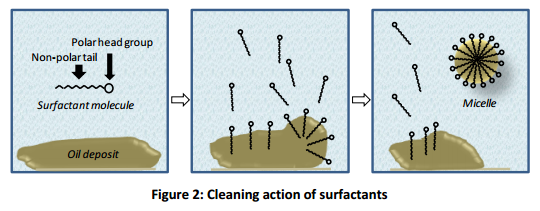 Polar head group
Non-polar tail
Surfactant molecule
Oil deposit
Micelle
Figure 2: Cleaning action of surfactants